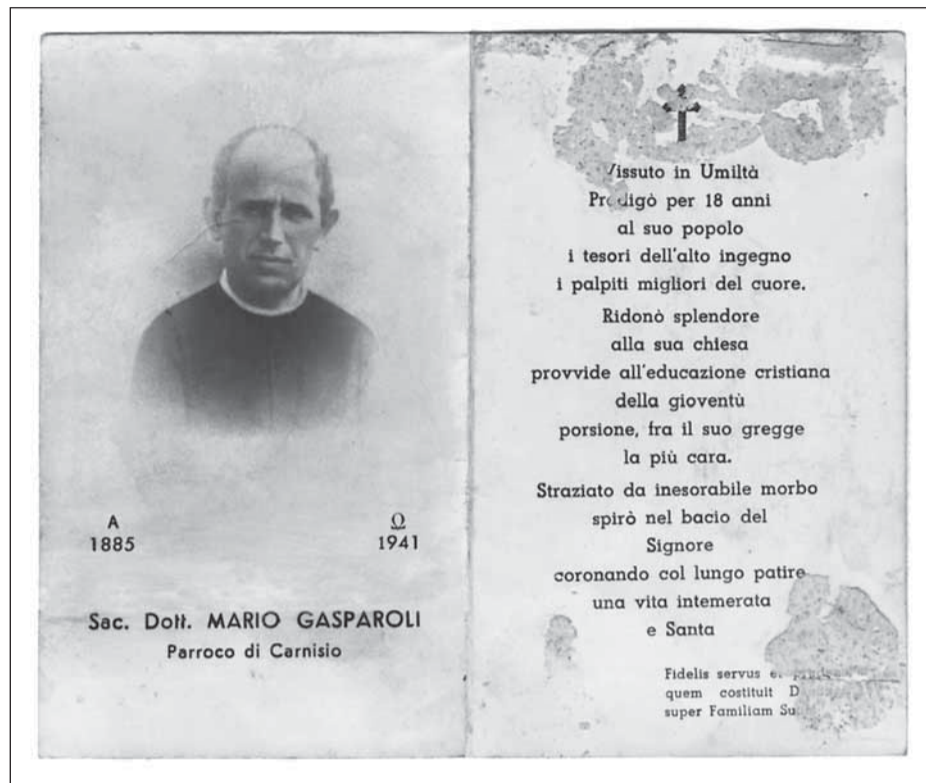 A
1885
Ω
1941
Sac. Dott. MARIO GASPAROLI
Parroco di Carnisio
Vissuto in Umiltà
Prodigò per 18 anni
al suo popolo
i tesori dell'alto ingegno
i palpiti migliori del cuore.
Ridonò splendore
alla sua chiesa
provvide all'educazione cristiana
della gioventù
porsione, fra il suo gregge
la più cara.
Straziato da inesorabile morbo
spirò nel bacio del
Signore
coronando col lungo patire
una vita intemerata
e Santa
Fidelis servus et
quem costituit
super Familiam